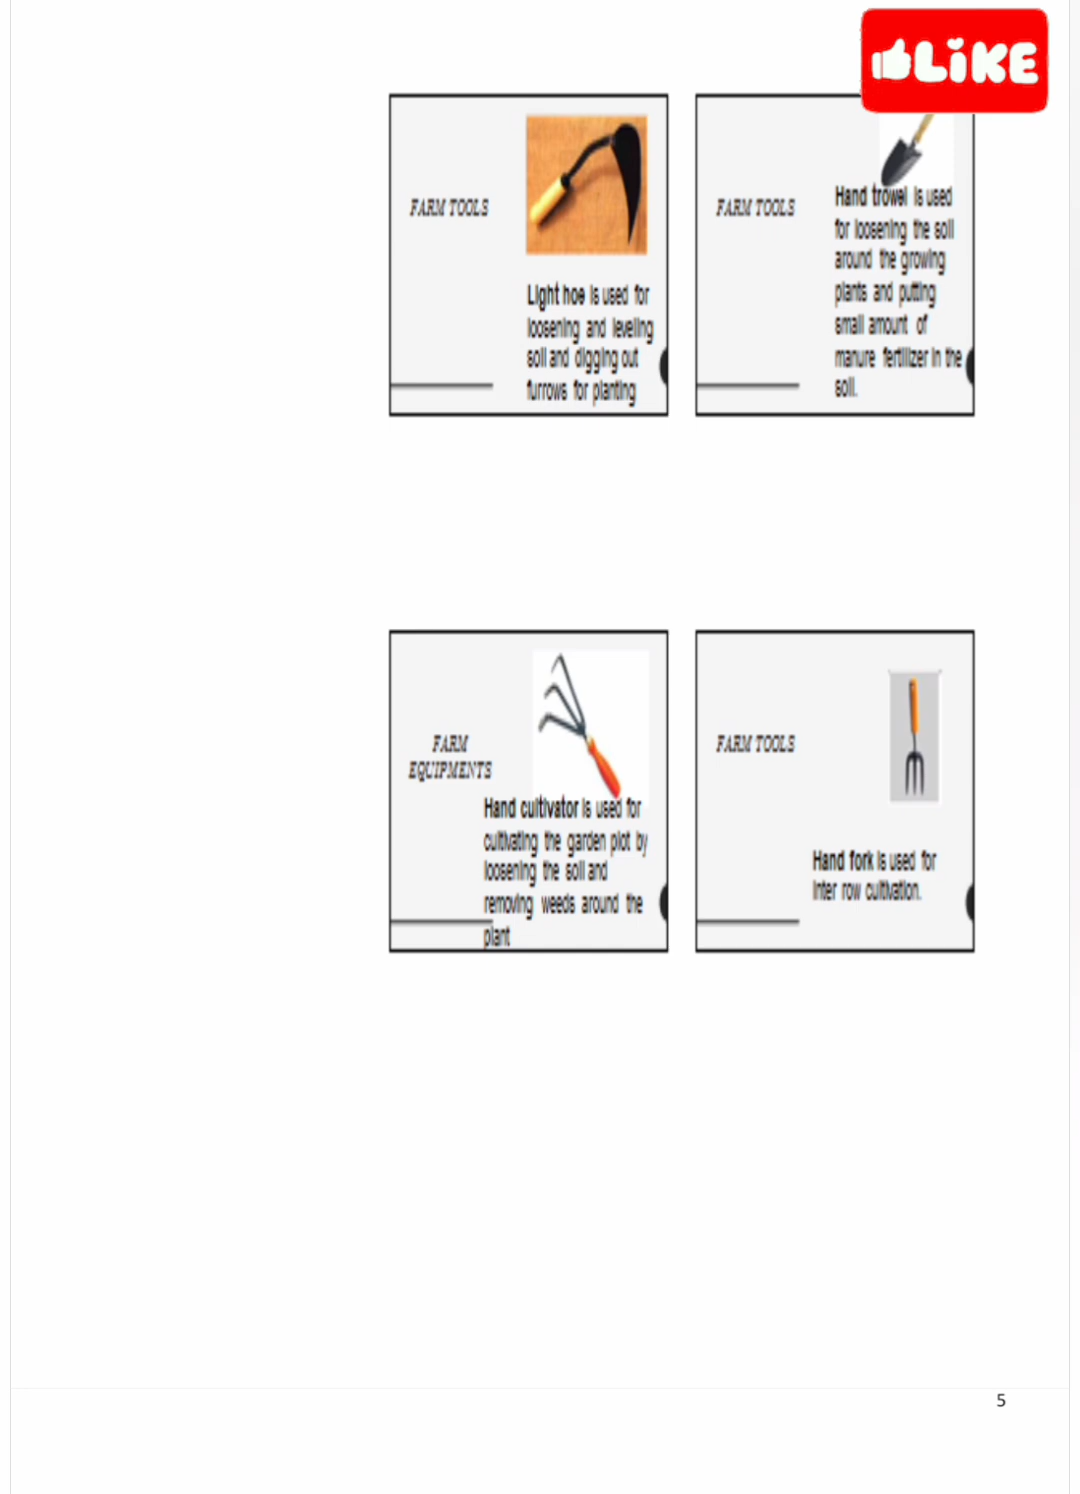 LiKE
FARM TOOLS
Light hoe is used for
loosening and leveling
soil and digging out
furrows for planting
FARM TOOLS
Hand trowel is used
for loosening the soil
around the growing
plants and putting
small amount of
manure fertilizer in the
soil.
FARM
EQUIPMENTS
Hand cultivator is used for
cultivating the garden plot by
loosening the soil and
removing weeds around the
plant
FARM TOOLS
Hand fork is used for
inter row cultivation.
5